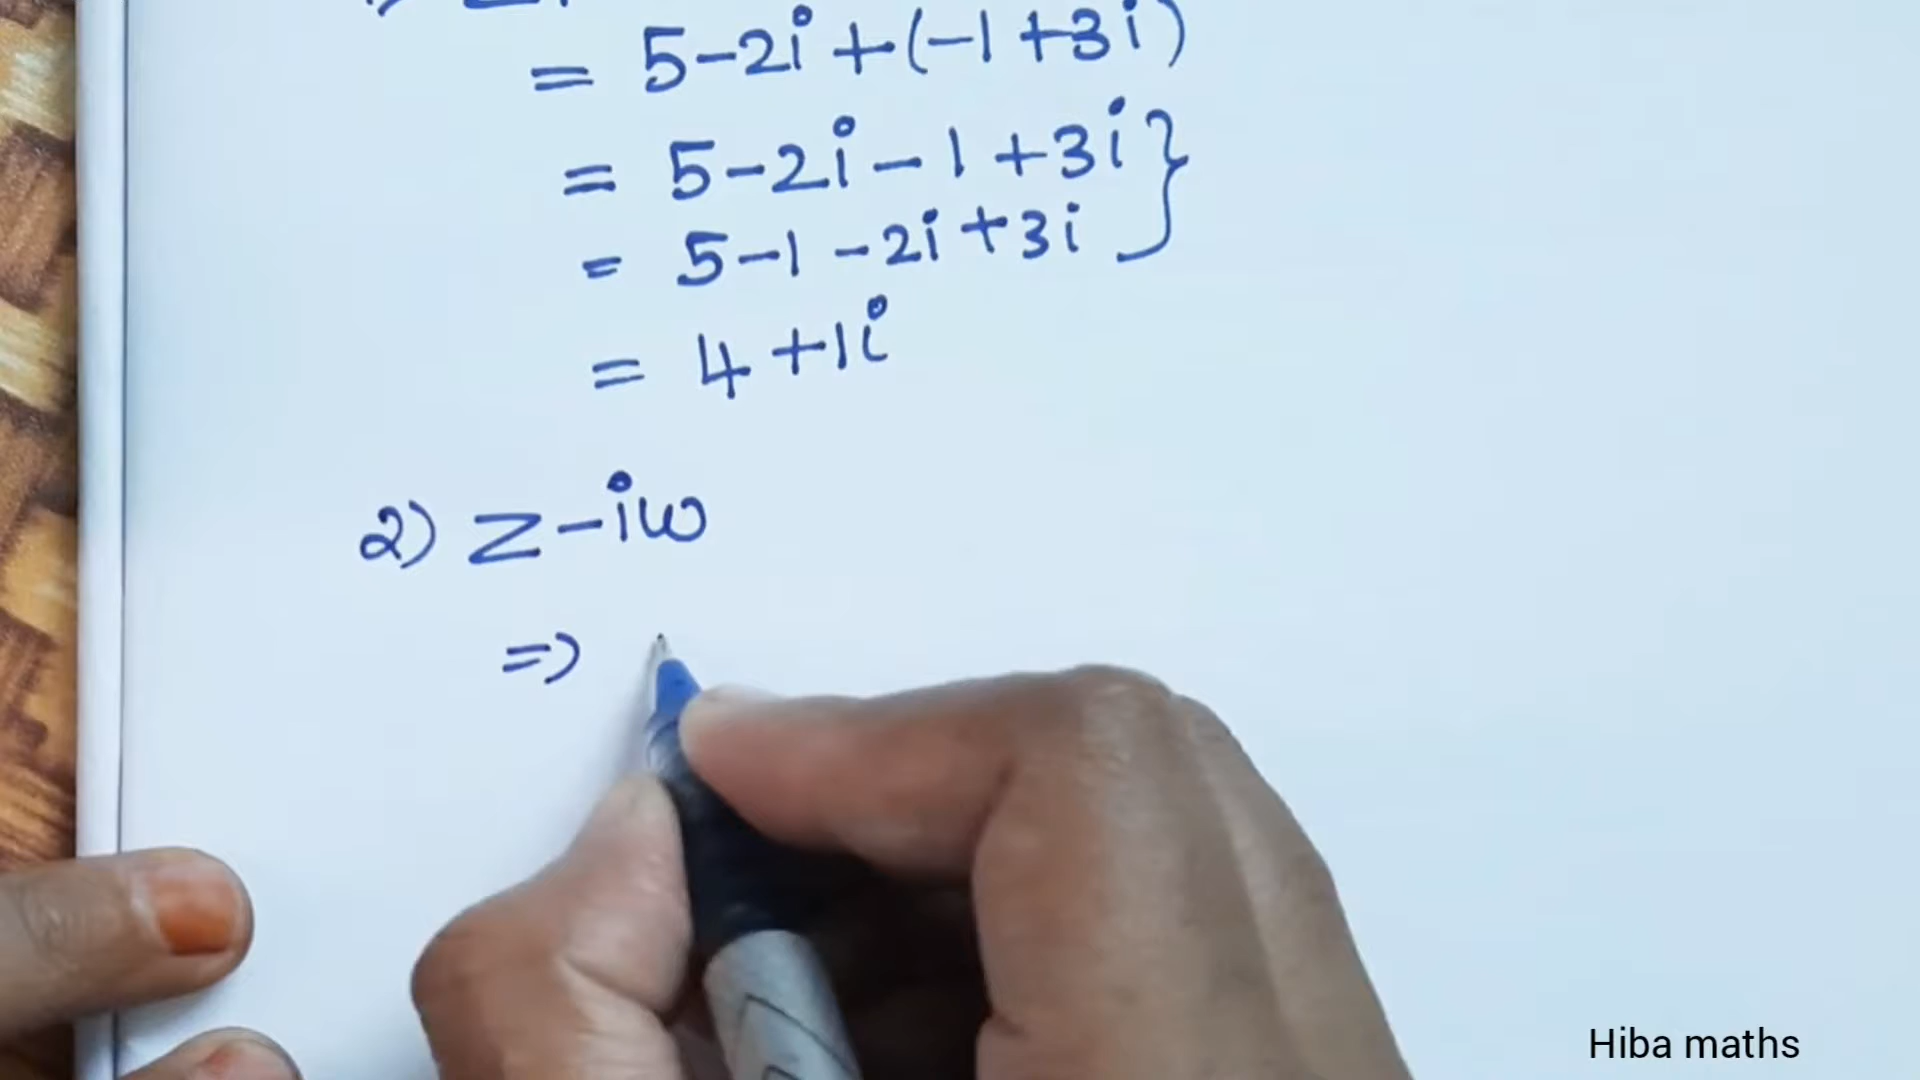 = 5-2i+(-1+3i)
= 5-2i-1+3i}
= 5-1-2i+3i
= 4+1i
2) z-iw
=>
Hiba maths